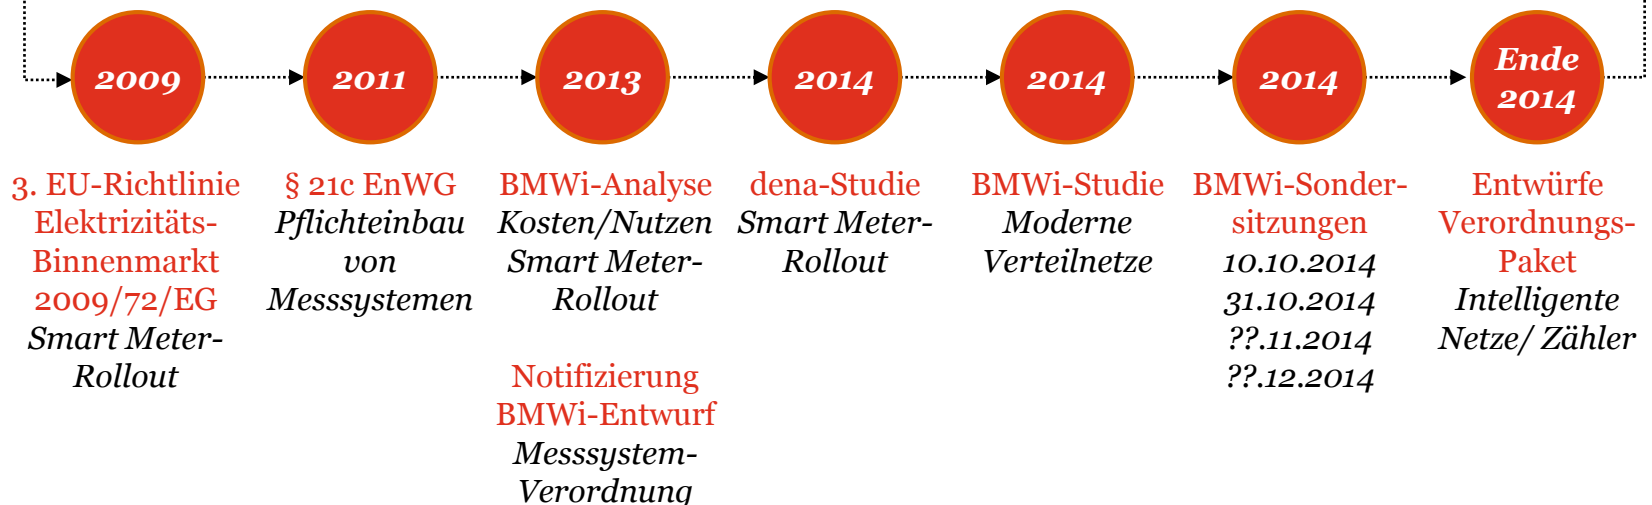 2009
2011
2013
2014
2014
2014
Ende
2014
3. EU-Richtlinie
Elektrizitäts-
Binnenmarkt
2009/72/EG
Smart Meter-
Rollout
§ 21c EnWG
Pflichteinbau
von
Messsystemen
BMWi-Analyse
Kosten/Nutzen
Smart Meter-
Rollout
Notifizierung
BMWi-Entwurf
Messsystem-
Verordnung
dena-Studie
Smart Meter-
Rollout
BMWi-Studie
Moderne
Verteilnetze
BMWi-Sonder-
sitzungen
10.10.2014
31.10.2014
??.11.2014
??.12.2014
Entwürfe
Verordnungs-
Paket
Intelligente
Netze/ Zähler